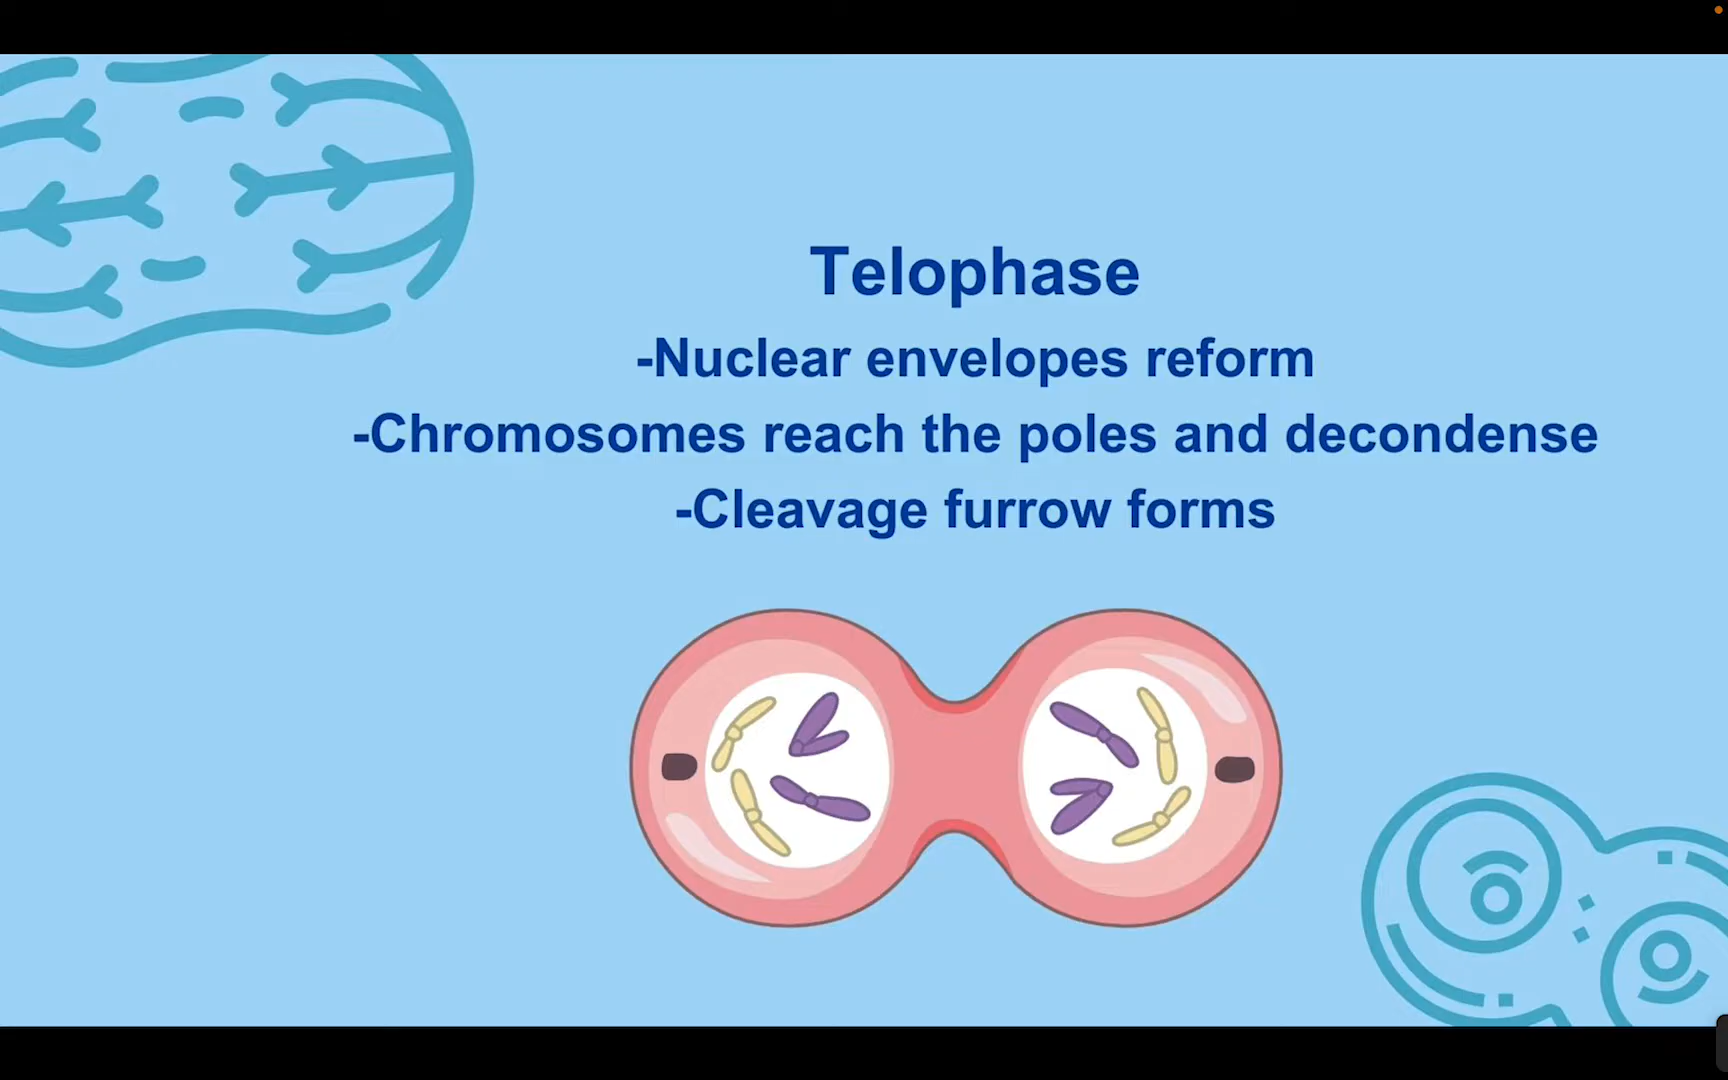 Telophase
-Nuclear envelopes reform
-Chromosomes reach the poles and decondense
-Cleavage furrow forms